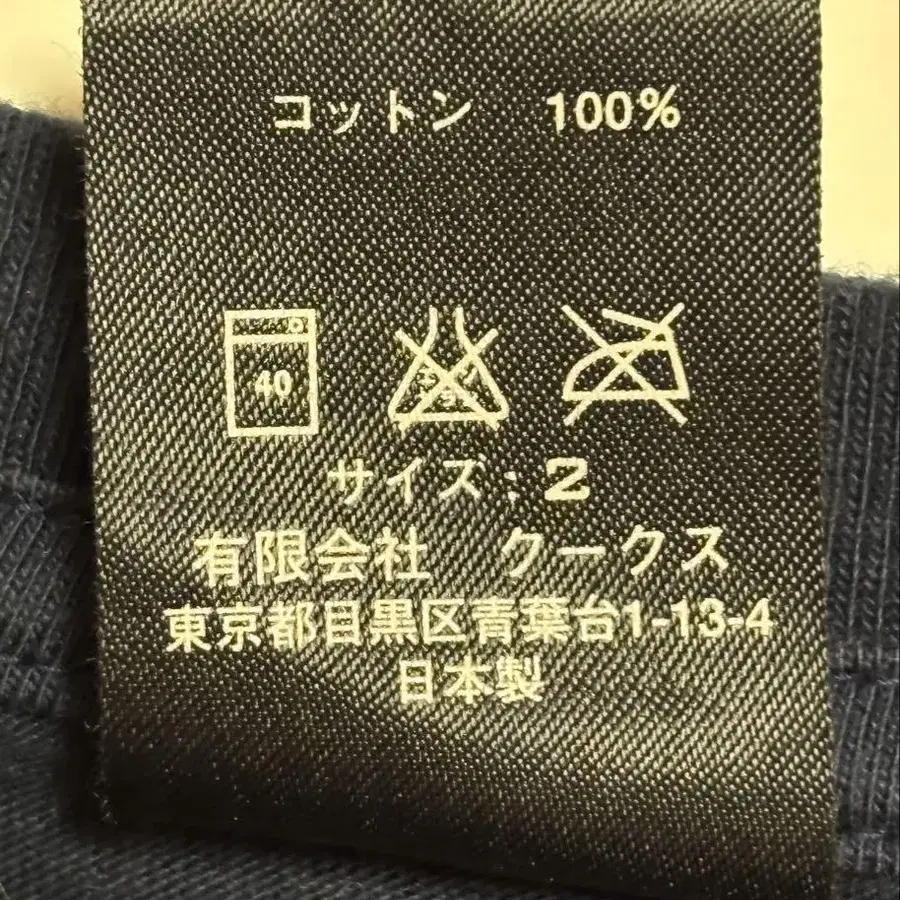 コットン 100%
40
サイズ：2
有限会社 クークス
東京都目黒区青葉台1-13-4
日本製